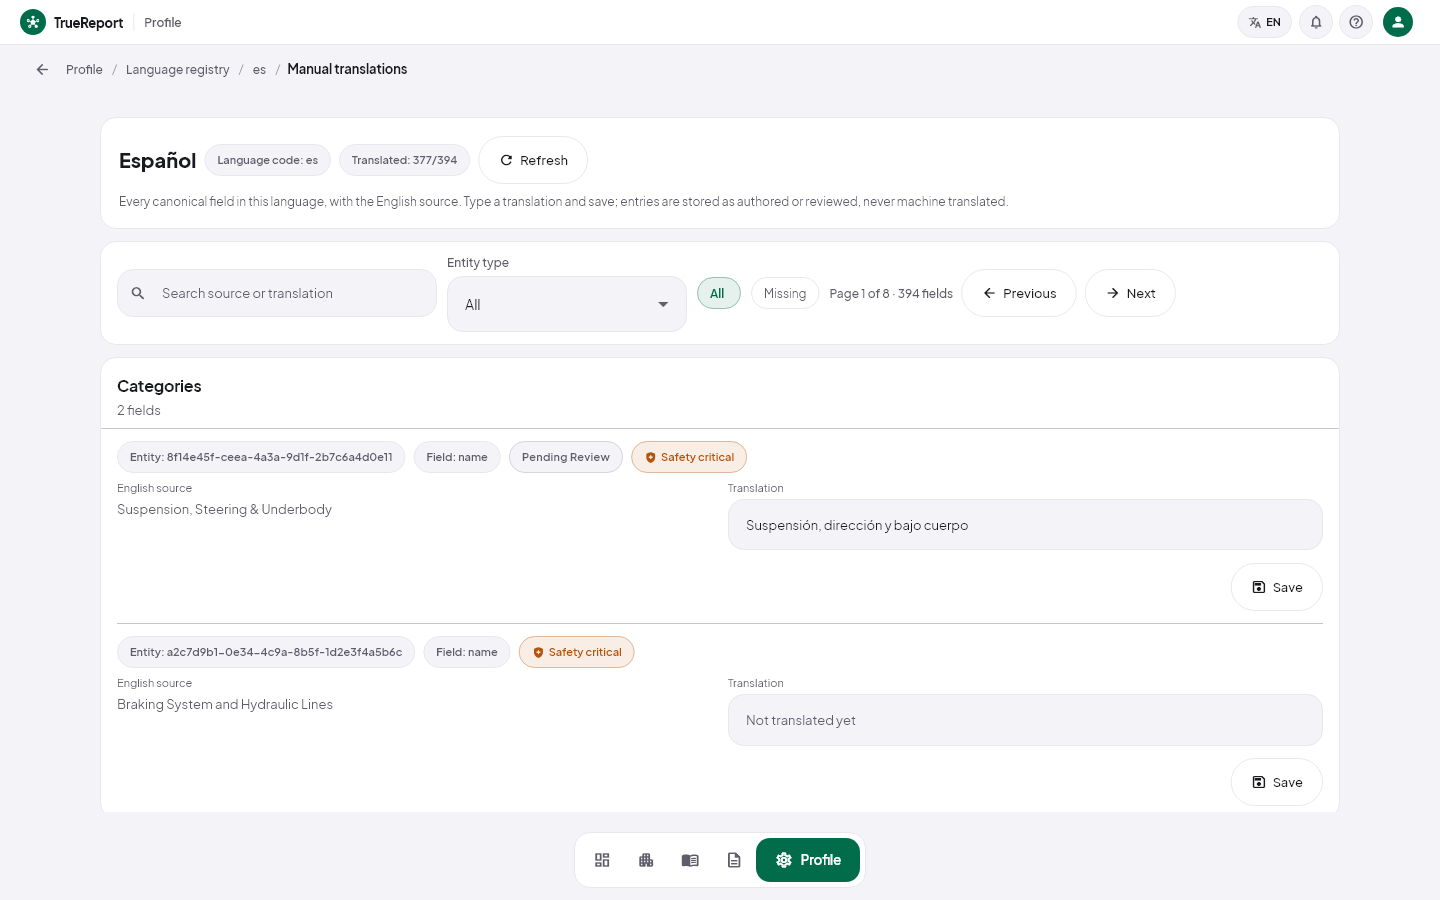 TrueReport
Profile
EN
Profile / Language registry / es / Manual translations
Español
Language code: es
Translated: 377/394
Refresh
Every canonical field in this language, with the English source. Type a translation and save; entries are stored as authored or reviewed, never machine translated.
Search source or translation
Entity type
All
All
Missing
Page 1 of 8 · 394 fields
Previous
Next
Categories
2 fields
Entity: 8f14e45f-ceea-4a3a-9d1f-2b7c6a4d0e11
Field: name
Pending Review
Safety critical
English source
Suspension, Steering & Underbody
Translation
Suspensión, dirección y bajo cuerpo
Save
Entity: a2c7d9b1-0e34-4c9a-8b5f-1d2e3f4a5b6c
Field: name
Safety critical
English source
Braking System and Hydraulic Lines
Translation
Not translated yet
Save
Profile